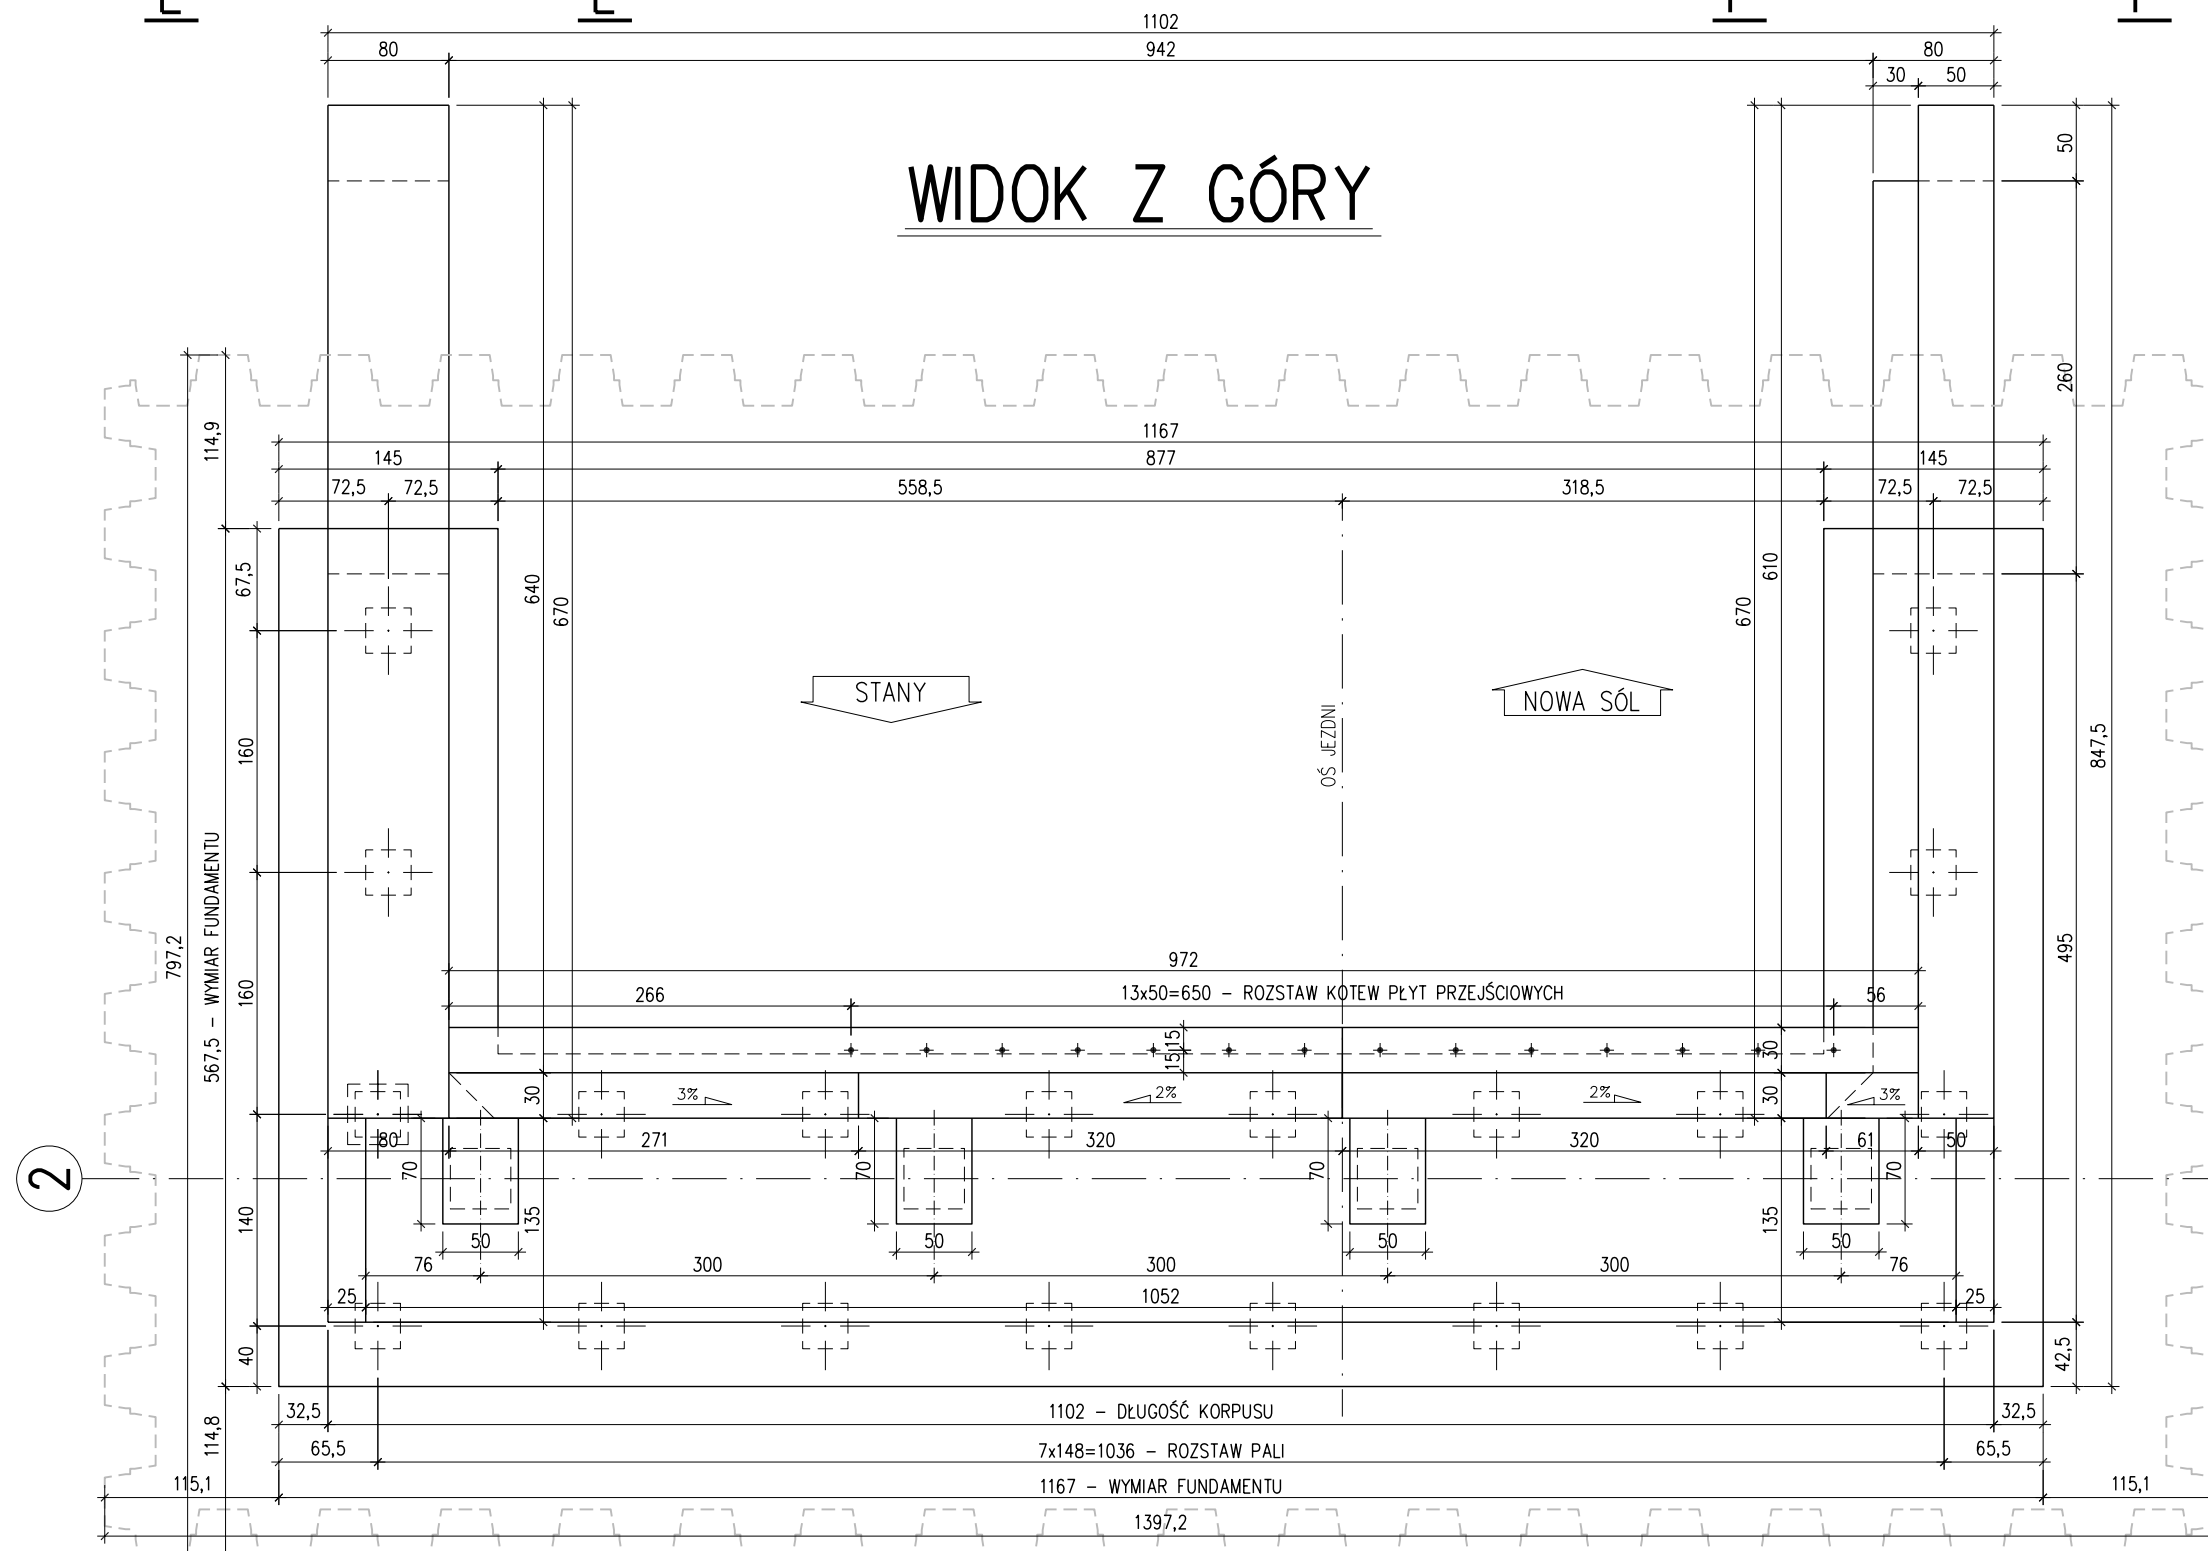 1102
80 942 80
30 50
WIDOK Z GÓRY
50
260
114,9
1167
145 877 145
72,5 72,5 558,5 318,5 72,5 72,5
67,5
640
670
670
610
STANY
NOWA SÓL
OŚ JEZDNI
847,5
160
567,5 – WYMIAR FUNDAMENTU
797,2
495
160
972
266 13x50=650 – ROZSTAW KOTEW PŁYT PRZEJŚCIOWYCH 56
15 15
30
30 3% 2% 2% 30 3%
80 271 320 320 61 50
2
70 70 70 70
140 135 135
50 50 50 50
76 300 300 300 76
25 1052 25
40 42,5
32,5 1102 – DŁUGOŚĆ KORPUSU 32,5
114,8
65,5 7x148=1036 – ROZSTAW PALI 65,5
115,1 1167 – WYMIAR FUNDAMENTU 115,1
1397,2